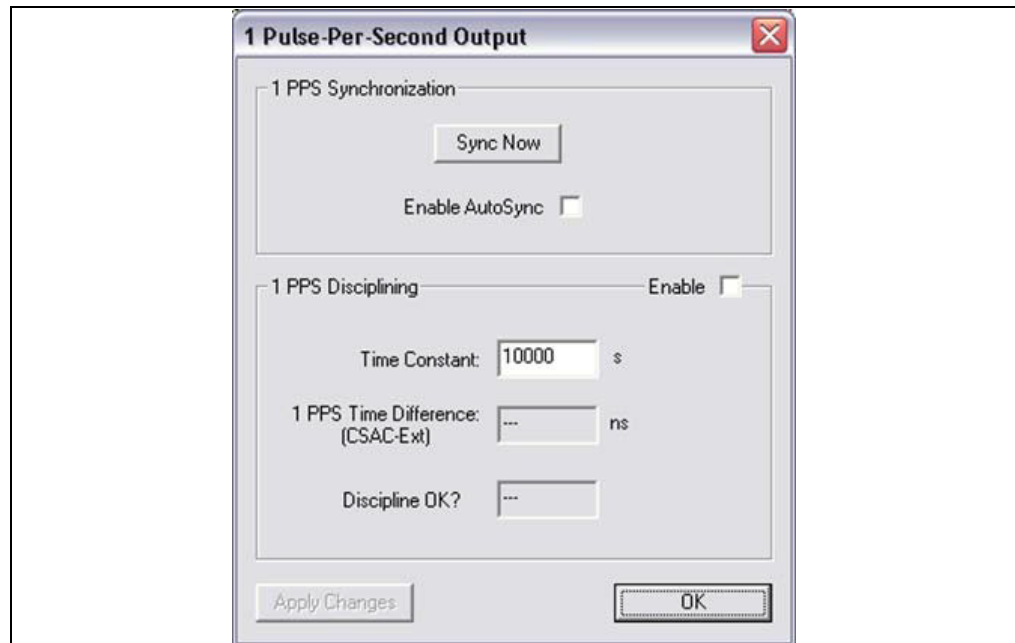 1 Pulse-Per-Second Output
1 PPS Synchronization
Sync Now
Enable AutoSync
1 PPS Disciplining
Enable
Time Constant: 10000 s
1 PPS Time Difference: --- ns
(CSAC-Ext)
Discipline OK? ---
Apply Changes
OK